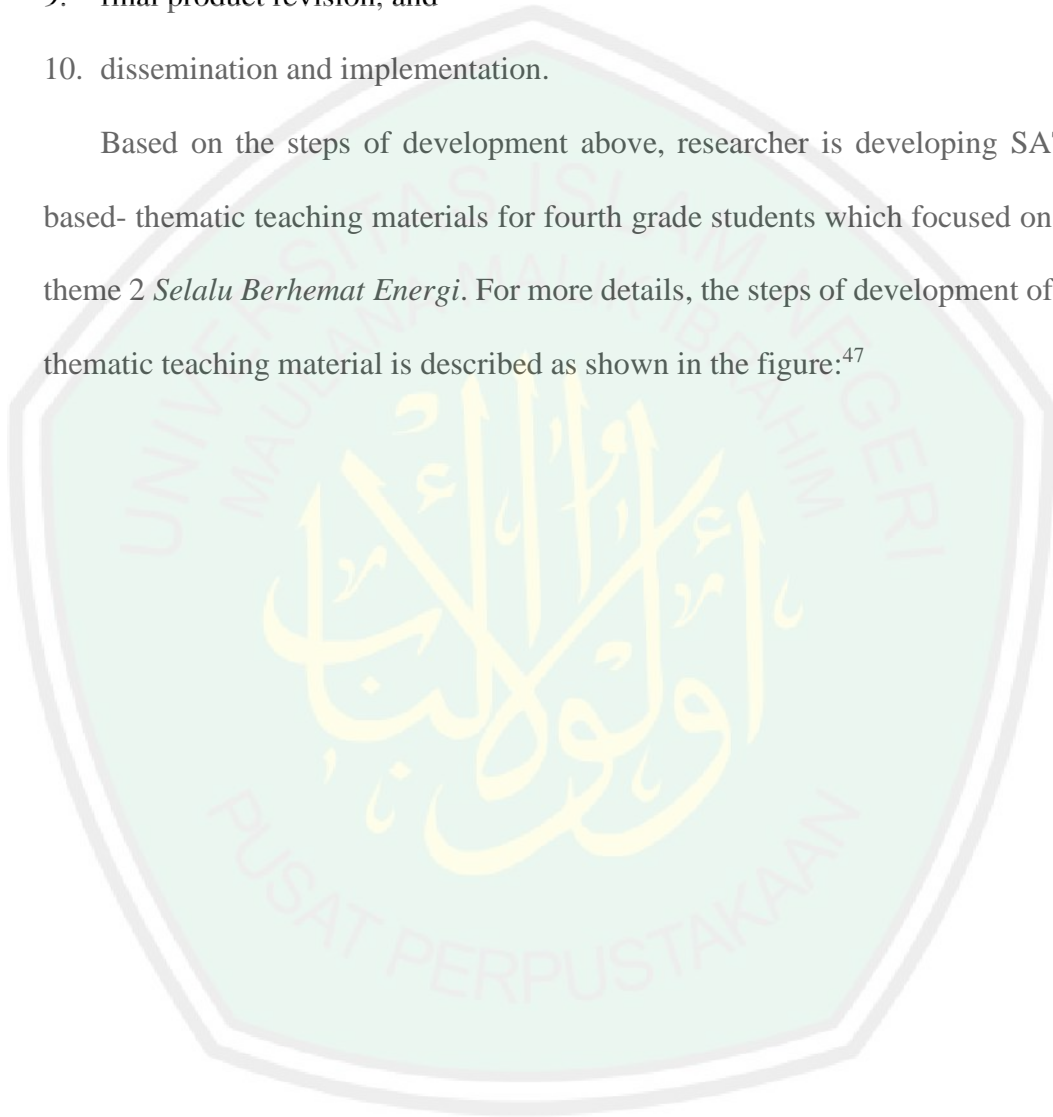 9. final product revision, and
10. dissemination and implementation.
Based on the steps of development above, researcher is developing SAT
based- thematic teaching materials for fourth grade students which focused on
theme 2 Selalu Berhemat Energi. For more details, the steps of development of
thematic teaching material is described as shown in the figure:47
UNIVERSITAS ISLAM NEGERI
MAULANA MALIK IBRAHIM
PUSAT PERPUSTAKAAN